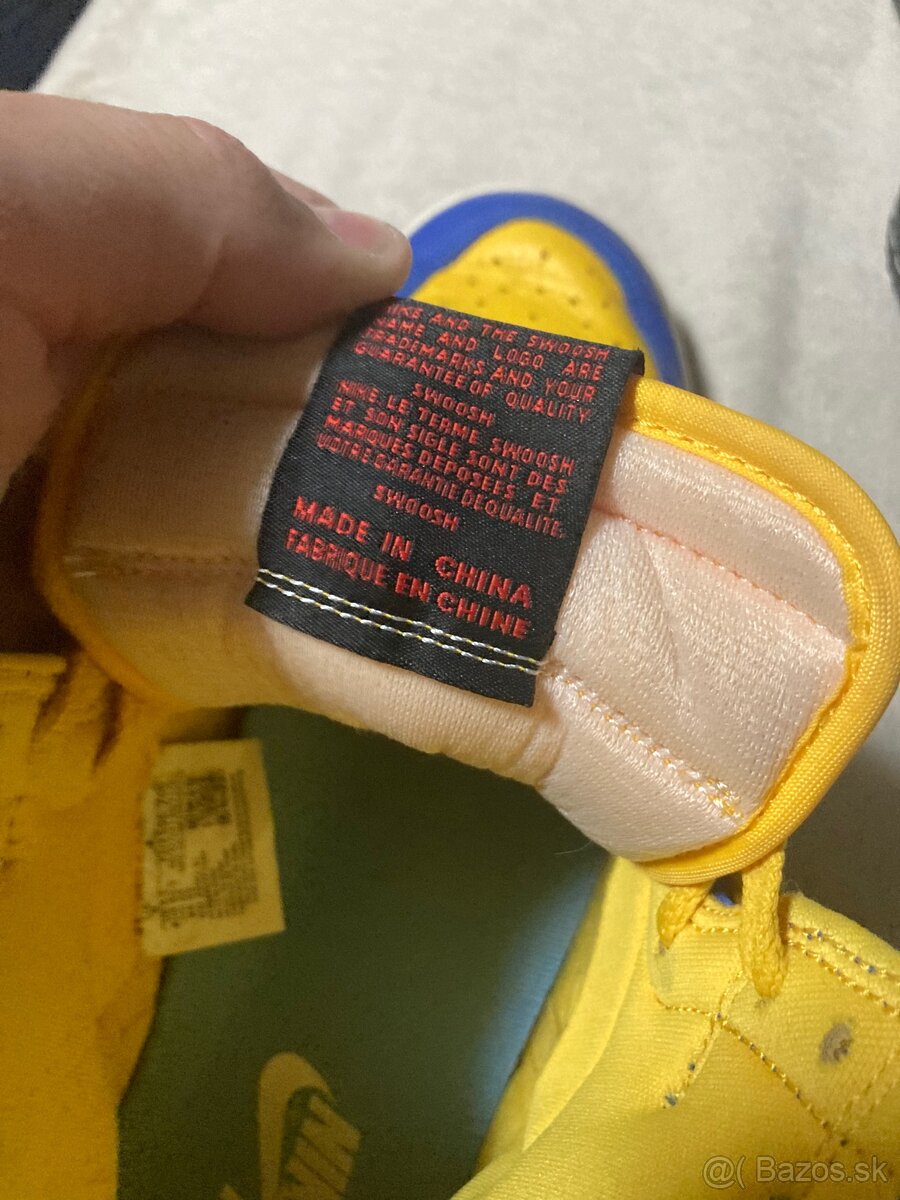 NIKE AND THE SWOOSH
NAME AND LOGO ARE
TRADEMARKS AND YOUR
GUARANTEE OF QUALITY
SWOOSH
NIKE LE TERME SWOOSH
ET SON SIGLE SONT DES
MARQUES DEPOSEES ET
VOTRE GARANTIE DE QUALITE.
SWOOSH
MADE IN CHINA
FABRIQUE EN CHINE
NIK
@( Bazos.sk